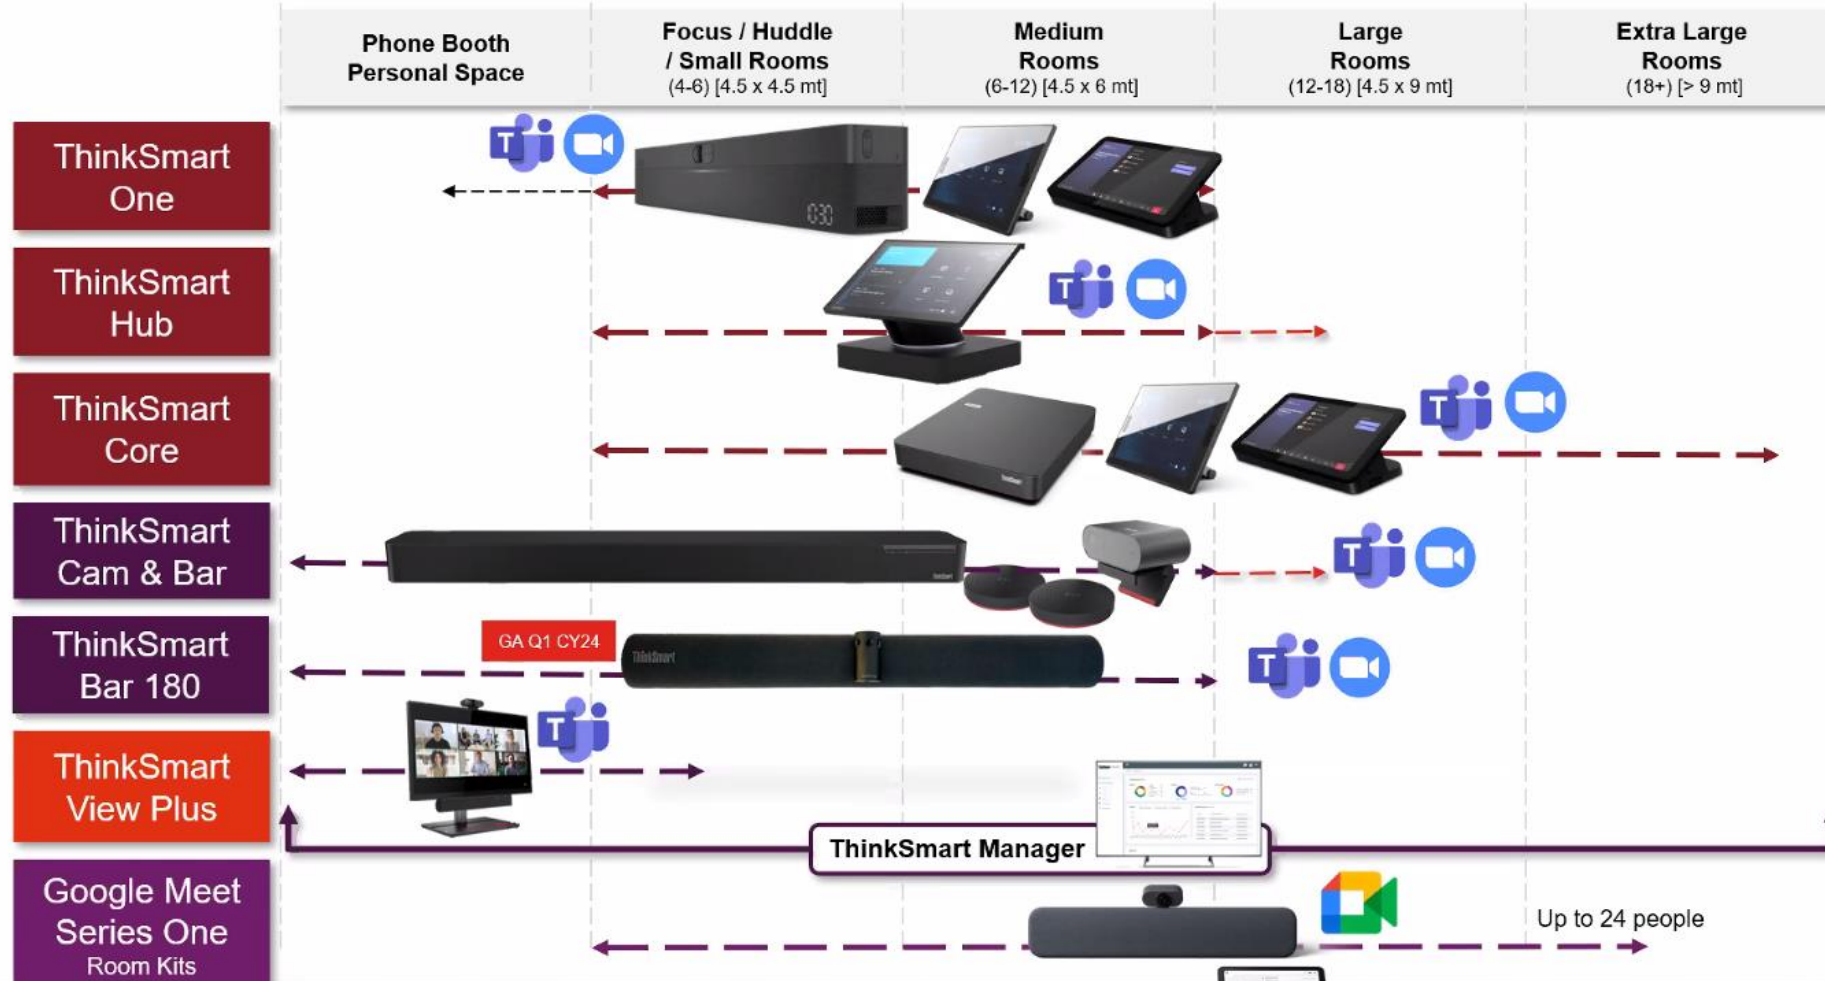 Phone Booth
Personal Space
Focus / Huddle
/ Small Rooms
(4-6) [4.5 x 4.5 mt]
Medium
Rooms
(6-12) [4.5 x 6 mt]
Large
Rooms
(12-18) [4.5 x 9 mt]
Extra Large
Rooms
(18+) [> 9 mt]
ThinkSmart
One
T
0:30
ThinkSmart
Hub
T
ThinkSmart
Core
T
ThinkSmart
Cam & Bar
T
ThinkSmart
Bar 180
GA Q1 CY24
ThinkSmart
T
ThinkSmart
View Plus
T
ThinkSmart Manager
Google Meet
Series One
Room Kits
Up to 24 people